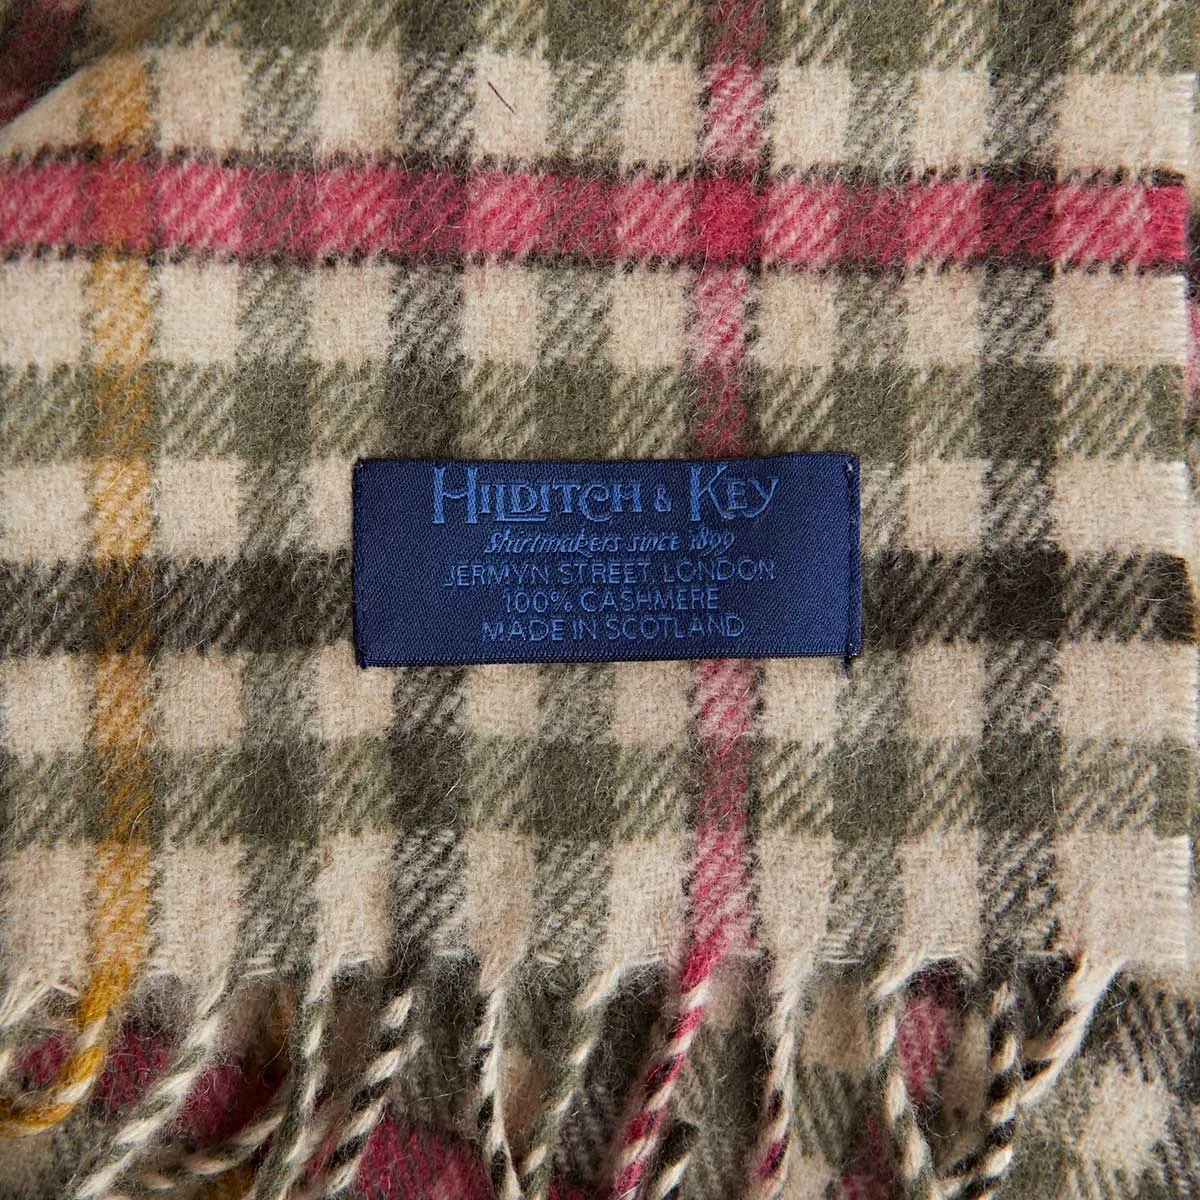 HILDITCH & KEY
Shirtmakers since 1899
JERMYN STREET, LONDON
100% CASHMERE
MADE IN SCOTLAND